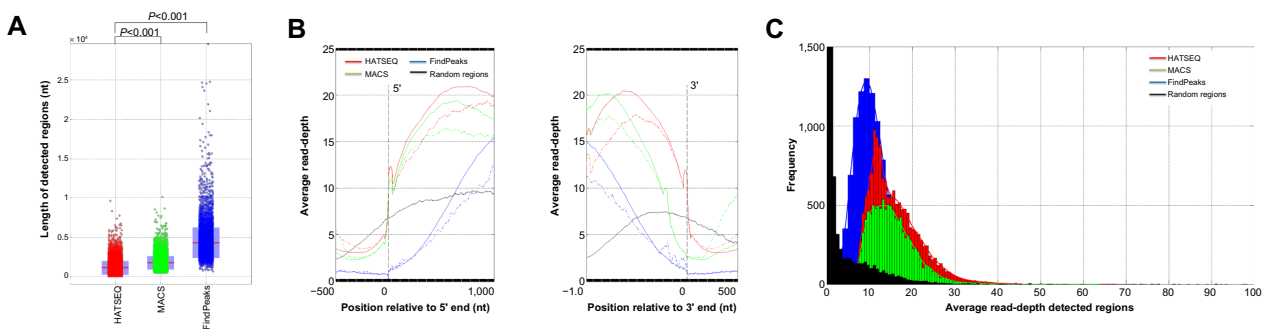 A
P<0.001
P<0.001
× 10⁴
3
2.5
2
1.5
1
0.5
0
Length of detected regions (nt)
HATSEQ
MACS
FindPeaks
B
25
20
15
10
5
0
Average read-depth
HATSEQ
MACS
FindPeaks
Random regions
5'
−500
0
1,000
Position relative to 5' end (nt)
25
20
15
10
5
0
Average read-depth
3'
−1.0
0
500
Position relative to 3' end (nt)
C
1,500
1,000
500
0
Frequency
HATSEQ
MACS
FindPeaks
Random regions
0
10
20
30
40
50
60
70
80
90
100
Average read-depth detected regions